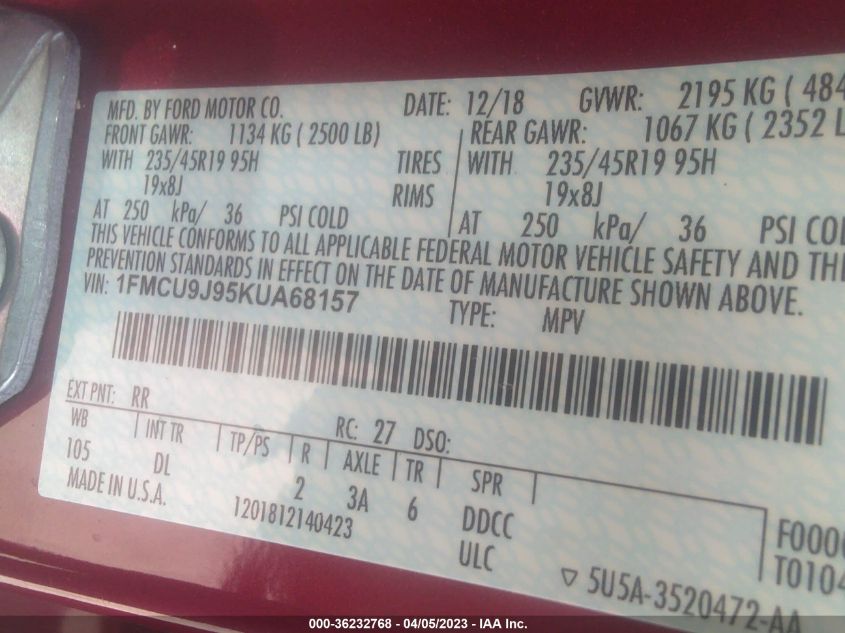 MFD. BY FORD MOTOR CO. DATE: 12/18 GVWR: 2195 KG ( 484
FRONT GAWR: 1134 KG ( 2500 LB) REAR GAWR: 1067 KG ( 2352 L
WITH 235/45R19 95H TIRES WITH 235/45R19 95H
19x8J RIMS 19x8J
AT 250 kPa/ 36 PSI COLD AT 250 kPa/ 36 PSI COL
THIS VEHICLE CONFORMS TO ALL APPLICABLE FEDERAL MOTOR VEHICLE SAFETY AND THE
PREVENTION STANDARDS IN EFFECT ON THE DATE OF MANUFACTURE SHOWN ABOVE.
VIN: 1FMCU9J95KUA68157 TYPE: MPV
EXT PNT: RR RC: 27 DSO:
WB INT TR TP/PS R AXLE TR SPR
105 DL 2 3A 6 DDCC
MADE IN U.S.A. 1201812140423 ULC
F000
T0104
▽ 5U5A-3520472-AA
000-36232768 - 04/05/2023 - IAA Inc.